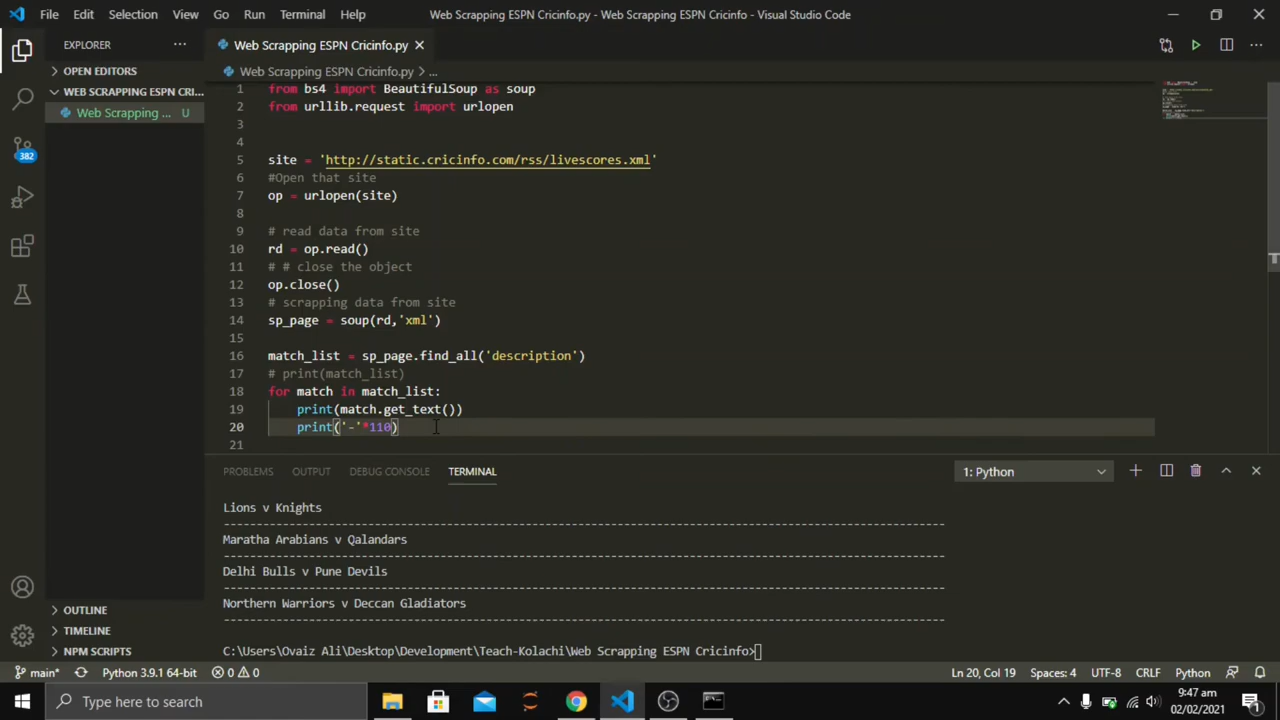 File Edit Selection View Go Run Terminal Help Web Scrapping ESPN Cricinfo.py - Web Scrapping ESPN Cricinfo - Visual Studio Code
EXPLORER ... Web Scrapping ESPN Cricinfo.py
OPEN EDITORS Web Scrapping ESPN Cricinfo.py > ...
WEB SCRAPPING ESPN CRI...
Web Scrapping ... U
1 from bs4 import BeautifulSoup as soup
2 from urllib.request import urlopen
3
4
5 site = 'http://static.cricinfo.com/rss/livescores.xml'
6 #Open that site
7 op = urlopen(site)
8
9 # read data from site
10 rd = op.read()
11 # # close the object
12 op.close()
13 # scrapping data from site
14 sp_page = soup(rd,'xml')
15
16 match_list = sp_page.find_all('description')
17 # print(match_list)
18 for match in match_list:
19 print(match.get_text())
20 print('-'*110)
21
382
PROBLEMS OUTPUT DEBUG CONSOLE TERMINAL 1: Python
Lions v Knights
--------------------------------------------------------------------------------------------------------------
Maratha Arabians v Qalandars
--------------------------------------------------------------------------------------------------------------
Delhi Bulls v Pune Devils
--------------------------------------------------------------------------------------------------------------
Northern Warriors v Deccan Gladiators
--------------------------------------------------------------------------------------------------------------
C:\Users\Ovaiz Ali\Desktop\Development\Teach-Kolachi\Web Scrapping ESPN Cricinfo>
OUTLINE
TIMELINE
NPM SCRIPTS
main* Python 3.9.1 64-bit 0 0 Ln 20, Col 19 Spaces: 4 UTF-8 CRLF Python
Type here to search 9:47 am
02/02/2021 1